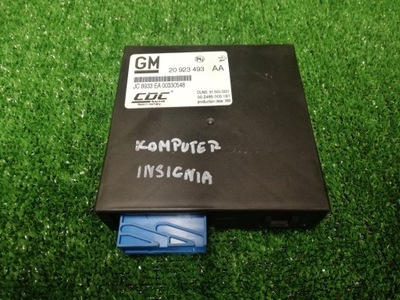 GM
20 923 493 AA
JC 8933 EA 00330548
CDC
KOMPUTER
INSIGNIA